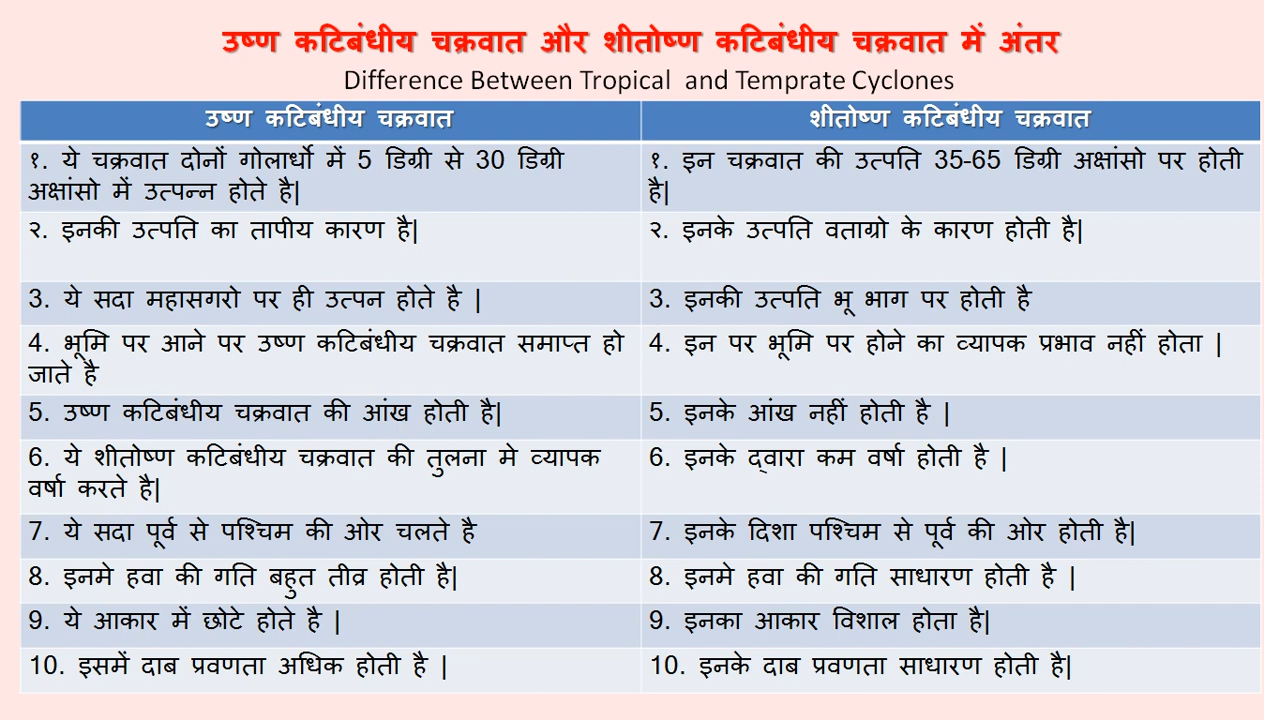 उष्ण कटिबंधीय चक्रवात और शीतोष्ण कटिबंधीय चक्रवात में अंतर
Difference Between Tropical and Temprate Cyclones
उष्ण कटिबंधीय चक्रवात
शीतोष्ण कटिबंधीय चक्रवात
१. ये चक्रवात दोनों गोलार्धो में 5 डिग्री से 30 डिग्री
अक्षांसो में उत्पन्न होते है|
१. इन चक्रवात की उत्पति 35-65 डिग्री अक्षांसो पर होती
है|
२. इनकी उत्पति का तापीय कारण है|
२. इनके उत्पति वताग्रो के कारण होती है|
3. ये सदा महासगरो पर ही उत्पन होते है |
3. इनकी उत्पति भू भाग पर होती है
4. भूमि पर आने पर उष्ण कटिबंधीय चक्रवात समाप्त हो
जाते है
4. इन पर भूमि पर होने का व्यापक प्रभाव नहीं होता |
5. उष्ण कटिबंधीय चक्रवात की आंख होती है|
5. इनके आंख नहीं होती है |
6. ये शीतोष्ण कटिबंधीय चक्रवात की तुलना मे व्यापक
वर्षा करते है|
6. इनके द्वारा कम वर्षा होती है |
7. ये सदा पूर्व से पश्चिम की ओर चलते है
7. इनके दिशा पश्चिम से पूर्व की ओर होती है|
8. इनमे हवा की गति बहुत तीव्र होती है|
8. इनमे हवा की गति साधारण होती है |
9. ये आकार में छोटे होते है |
9. इनका आकार विशाल होता है|
10. इसमें दाब प्रवणता अधिक होती है |
10. इनके दाब प्रवणता साधारण होती है|